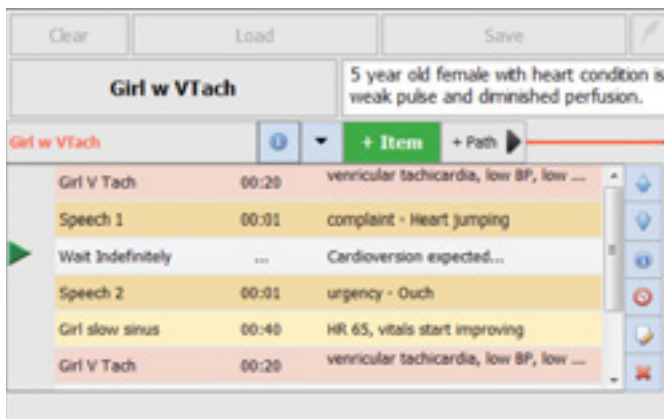 Clear Load Save
Girl w VTach
5 year old female with heart condition is
weak pulse and diminished perfusion.
Girl w VTach + Item + Path
Girl V Tach 00:20 venricular tachicardia, low BP, low ...
Speech 1 00:01 complaint - Heart jumping
Wait Indefinitely ... Cardioversion expected...
Speech 2 00:01 urgency - Ouch
Girl slow sinus 00:40 HR 65, vitals start improving
Girl V Tach 00:20 venricular tachicardia, low BP, low ...